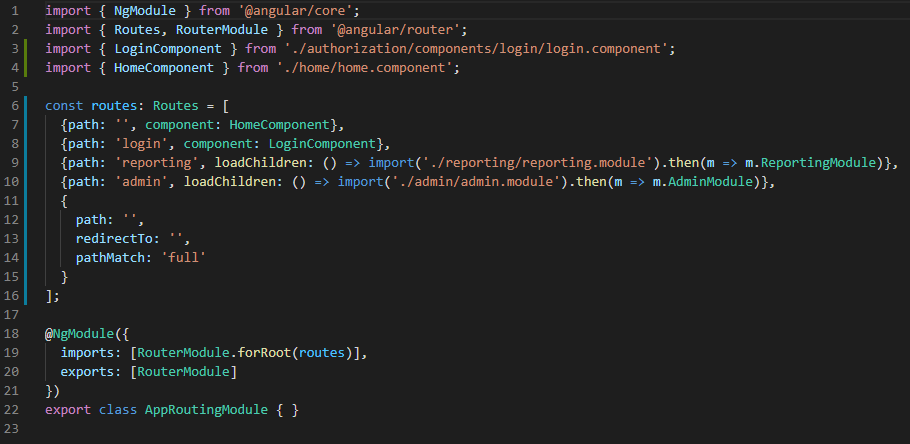 1 import { NgModule } from '@angular/core';
2 import { Routes, RouterModule } from '@angular/router';
3 import { LoginComponent } from './authorization/components/login/login.component';
4 import { HomeComponent } from './home/home.component';
5
6 const routes: Routes = [
7   {path: '', component: HomeComponent},
8   {path: 'login', component: LoginComponent},
9   {path: 'reporting', loadChildren: () => import('./reporting/reporting.module').then(m => m.ReportingModule)},
10   {path: 'admin', loadChildren: () => import('./admin/admin.module').then(m => m.AdminModule)},
11   {
12     path: '',
13     redirectTo: '',
14     pathMatch: 'full'
15   }
16 ];
17
18 @NgModule({
19   imports: [RouterModule.forRoot(routes)],
20   exports: [RouterModule]
21 })
22 export class AppRoutingModule { }
23